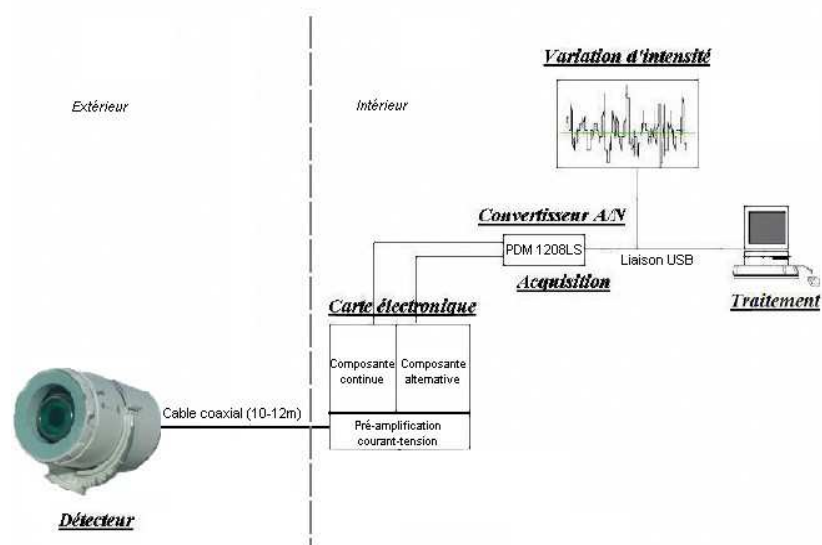 Variation d'intensité
Extérieur
Intérieur
Convertisseur A/N
PDM 1208LS
Liaison USB
Acquisition
Traitement
Carte électronique
Composante
continue
Composante
alternative
Cable coaxial (10-12m)
Pré-amplification
courant-tension
Détecteur